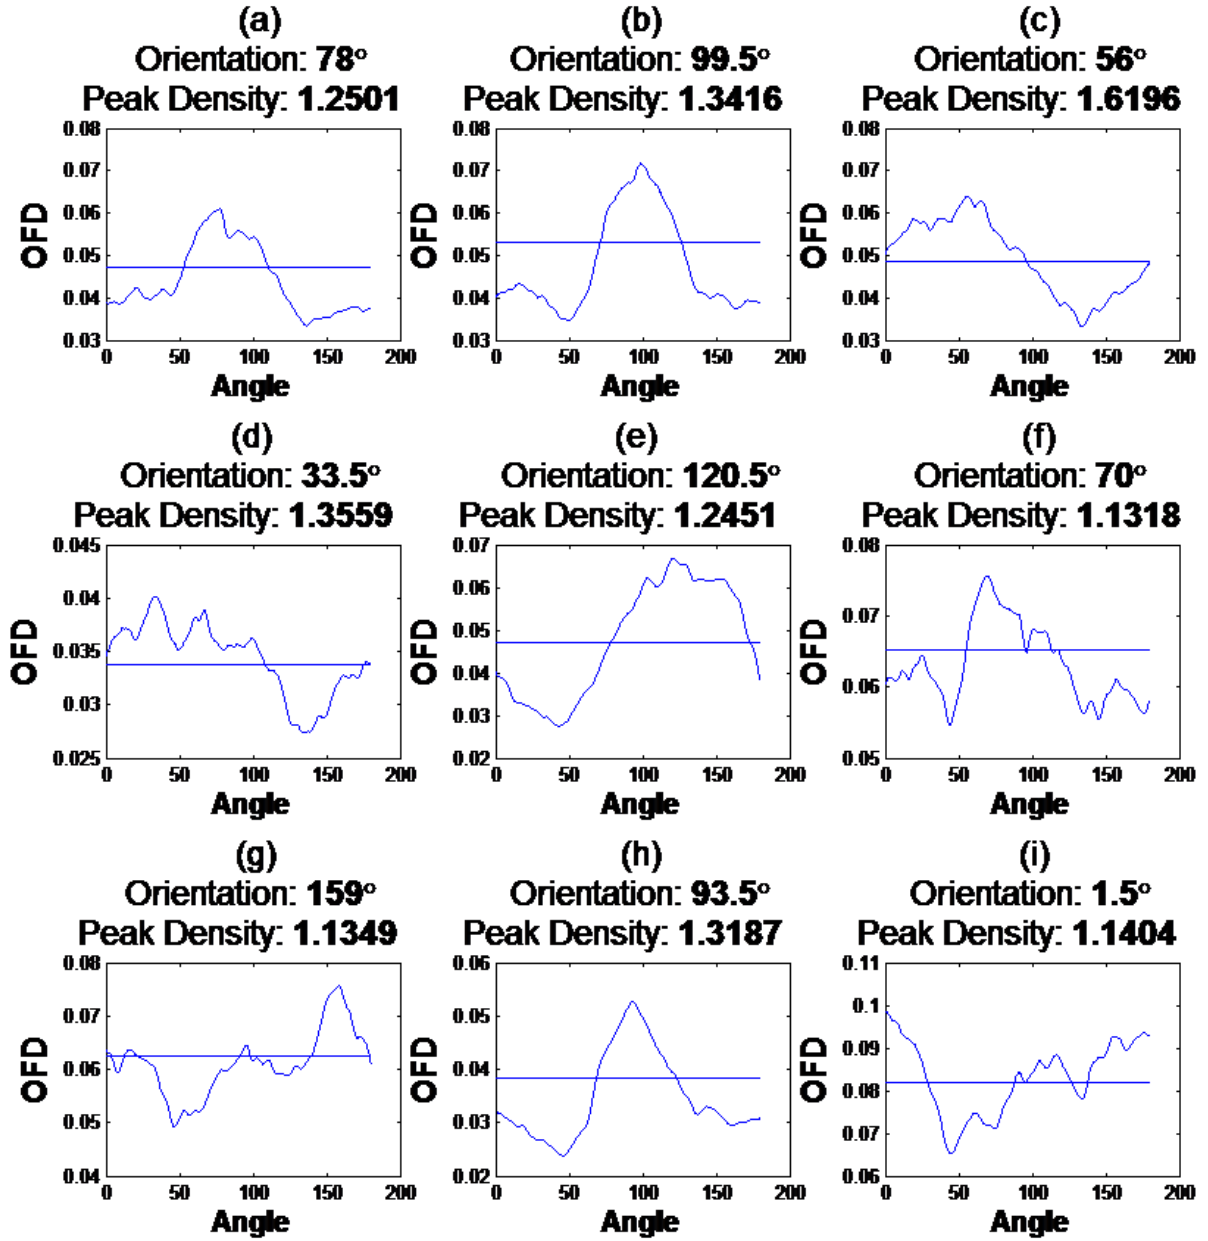 (a)
Orientation: 78°
Peak Density: 1.2501
0.08
0.07
0.06
0.05
0.04
0.03
OFD
0 50 100 150 200
Angle
(b)
Orientation: 99.5°
Peak Density: 1.3416
0.08
0.07
0.06
0.05
0.04
0.03
OFD
0 50 100 150 200
Angle
(c)
Orientation: 56°
Peak Density: 1.6196
0.08
0.07
0.06
0.05
0.04
0.03
OFD
0 50 100 150 200
Angle
(d)
Orientation: 33.5°
Peak Density: 1.3559
0.045
0.04
0.035
0.03
0.025
OFD
0 50 100 150 200
Angle
(e)
Orientation: 120.5°
Peak Density: 1.2451
0.07
0.06
0.05
0.04
0.03
0.02
OFD
0 50 100 150 200
Angle
(f)
Orientation: 70°
Peak Density: 1.1318
0.08
0.07
0.06
0.05
OFD
0 50 100 150 200
Angle
(g)
Orientation: 159°
Peak Density: 1.1349
0.08
0.07
0.06
0.05
0.04
OFD
0 50 100 150 200
Angle
(h)
Orientation: 93.5°
Peak Density: 1.3187
0.06
0.05
0.04
0.03
0.02
OFD
0 50 100 150 200
Angle
(i)
Orientation: 1.5°
Peak Density: 1.1404
0.11
0.1
0.09
0.08
0.07
0.06
OFD
0 50 100 150 200
Angle